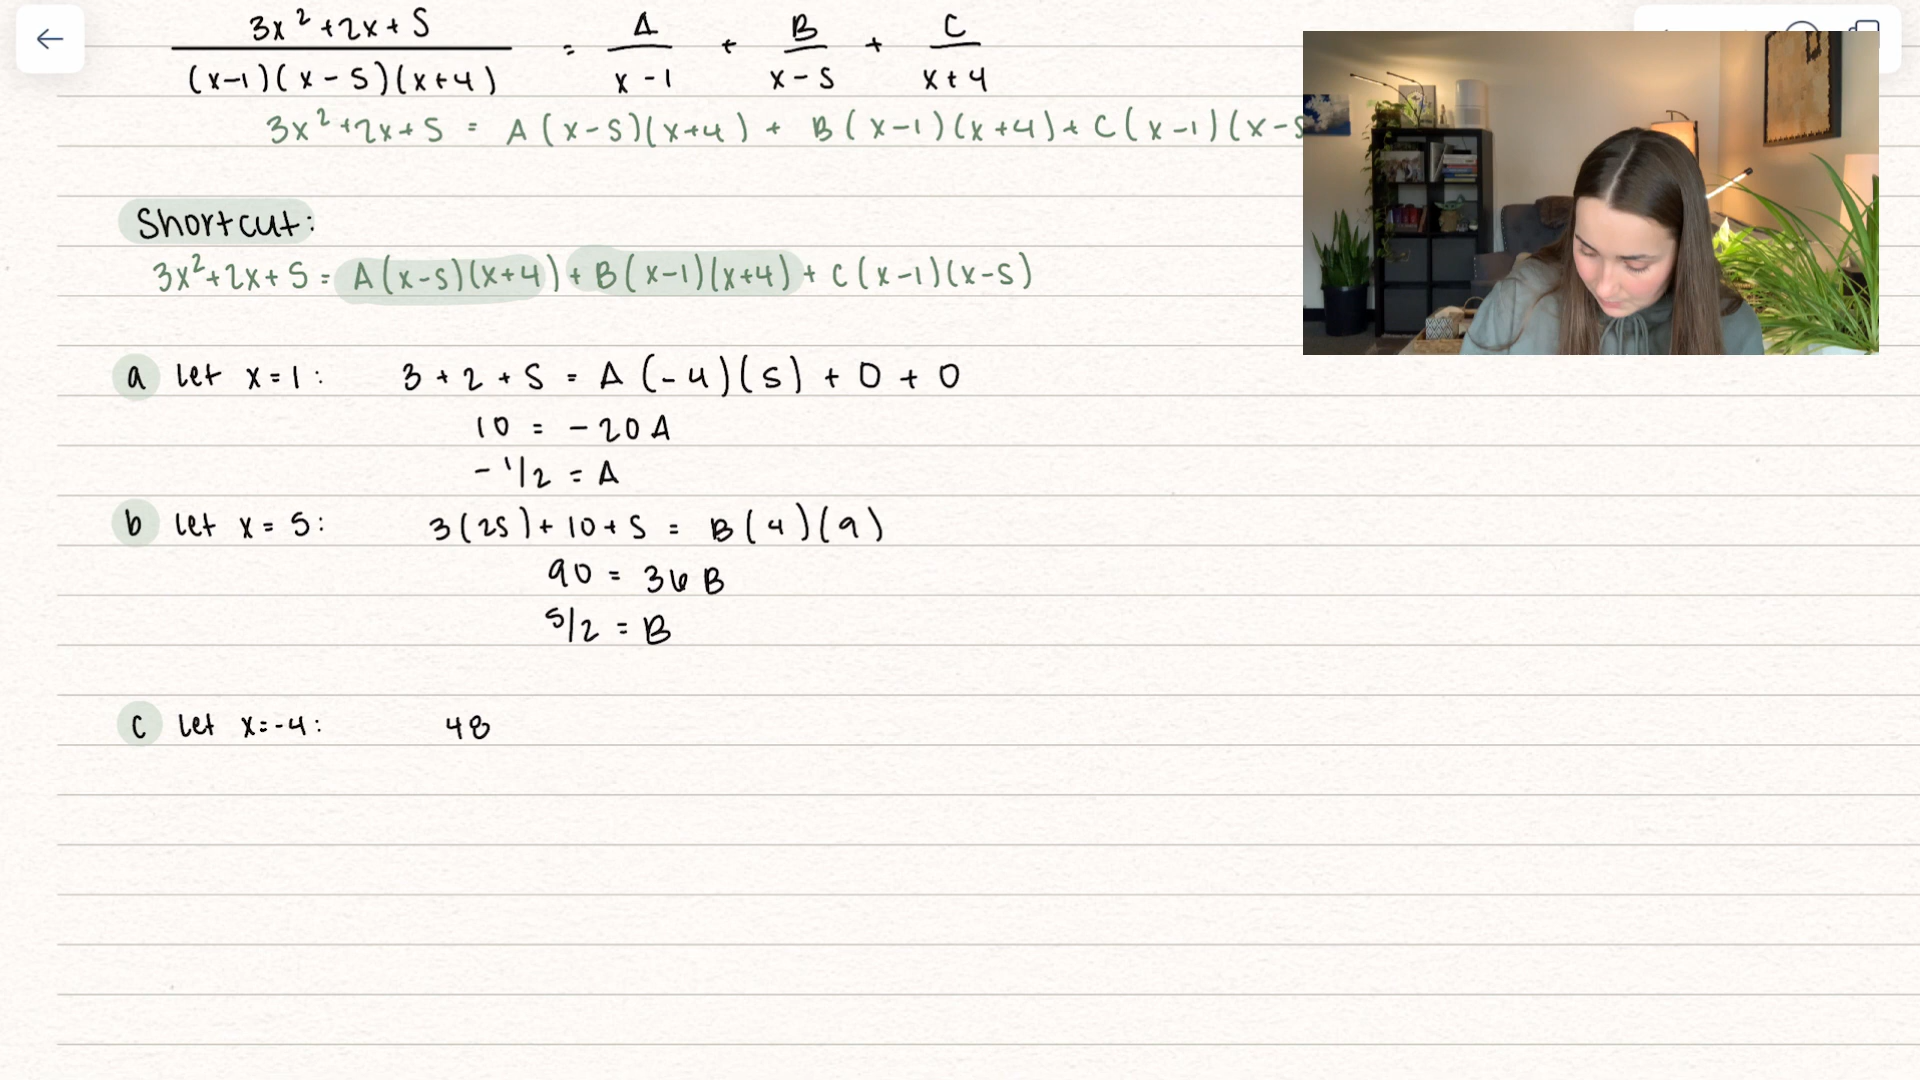 3x² + 2x + 5 / (x-1)(x-5)(x+4) = A / x-1 + B / x-5 + C / x+4
3x² + 2x + 5 = A(x-5)(x+4) + B(x-1)(x+4) + C(x-1)(x-5
Shortcut:
3x² + 2x + 5 = A(x-5)(x+4) + B(x-1)(x+4) + C(x-1)(x-5)
a let x=1: 3 + 2 + 5 = A(-4)(5) + 0 + 0
10 = -20A
-1/2 = A
b let x = 5: 3(25) + 10 + 5 = B(4)(9)
90 = 36B
5/2 = B
c let x=-4: 48